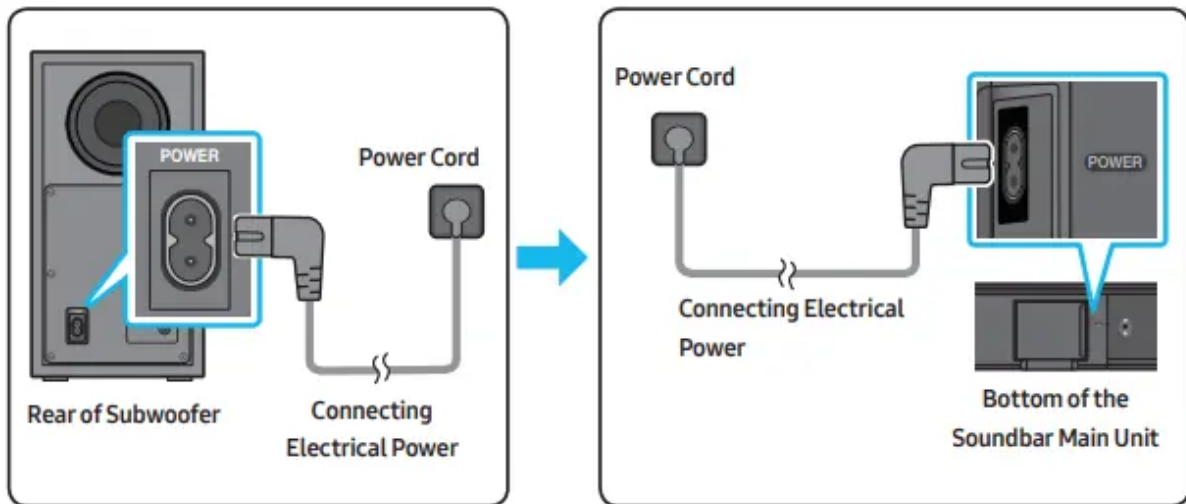 POWER
Power Cord
Rear of Subwoofer
Connecting
Electrical Power
Power Cord
POWER
Connecting Electrical
Power
Bottom of the
Soundbar Main Unit